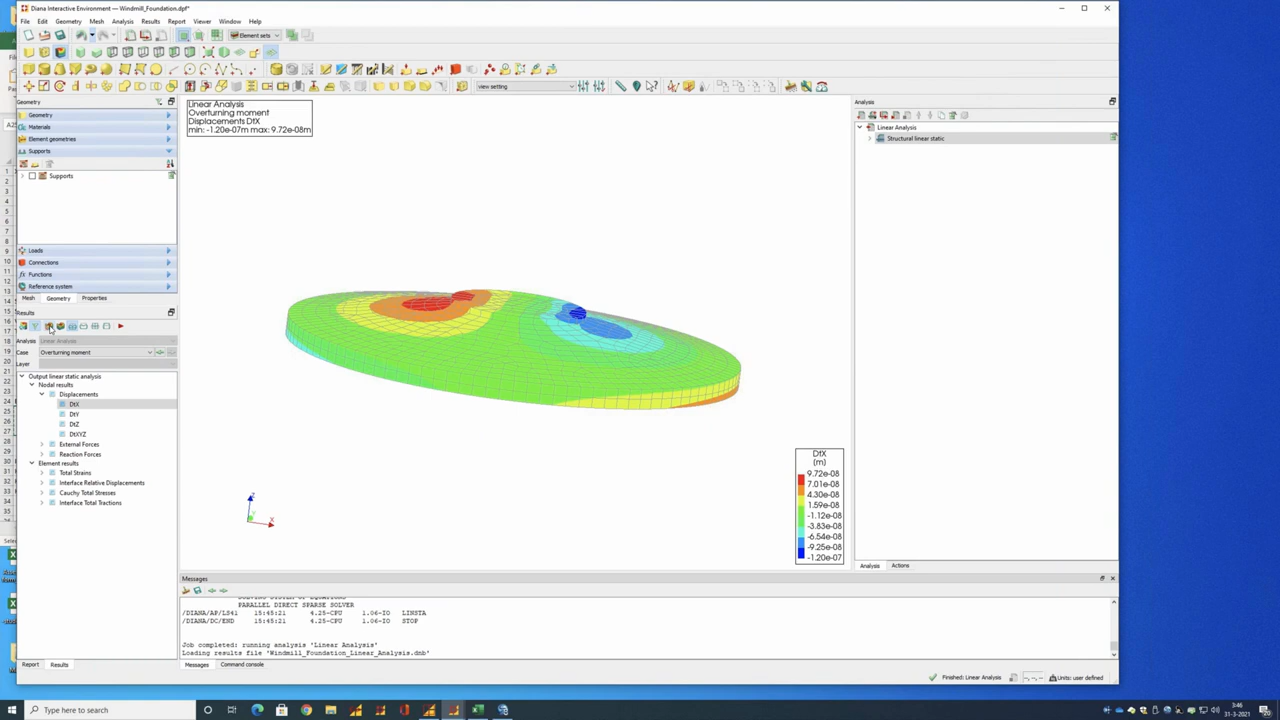 Diana Interactive Environment — Windmill_Foundation.dpf*
File Edit Geometry Mesh Analysis Results Report Viewer Window Help
Element sets
view setting
Geometry
Geometry
Materials
Element geometries
Supports
Supports
Loads
Connections
Functions
Reference system
Mesh Geometry Properties
Results
Analysis Linear Analysis
Case Overturning moment
Layer
Output linear static analysis
Nodal results
Displacements
DtX
DtY
DtZ
DtXYZ
External Forces
Reaction Forces
Element results
Total Strains
Interface Relative Displacements
Cauchy Total Stresses
Interface Total Tractions
Report Results
Linear Analysis
Overturning moment
Displacements DtX
min: -1.20e-07m max: 9.72e-08m
Z
Y
X
DtX
(m)
9.72e-08
7.01e-08
4.30e-08
1.59e-08
-1.12e-08
-3.83e-08
-6.54e-08
-9.25e-08
-1.20e-07
Analysis
Linear Analysis
Structural linear static
Analysis Actions
Messages
PARALLEL DIRECT SPARSE SOLVER
/DIANA/AP/LS41 15:45:21 4.25-CPU 1.06-IO LINSTA
/DIANA/DC/END 15:45:21 4.25-CPU 1.06-IO STOP
Job completed: running analysis 'Linear Analysis'
Loading results file 'Windmill_Foundation_Linear_Analysis.dnb'
Messages Command console
Finished: Linear Analysis
Units: user defined
Type here to search
3:46
31-3-2021